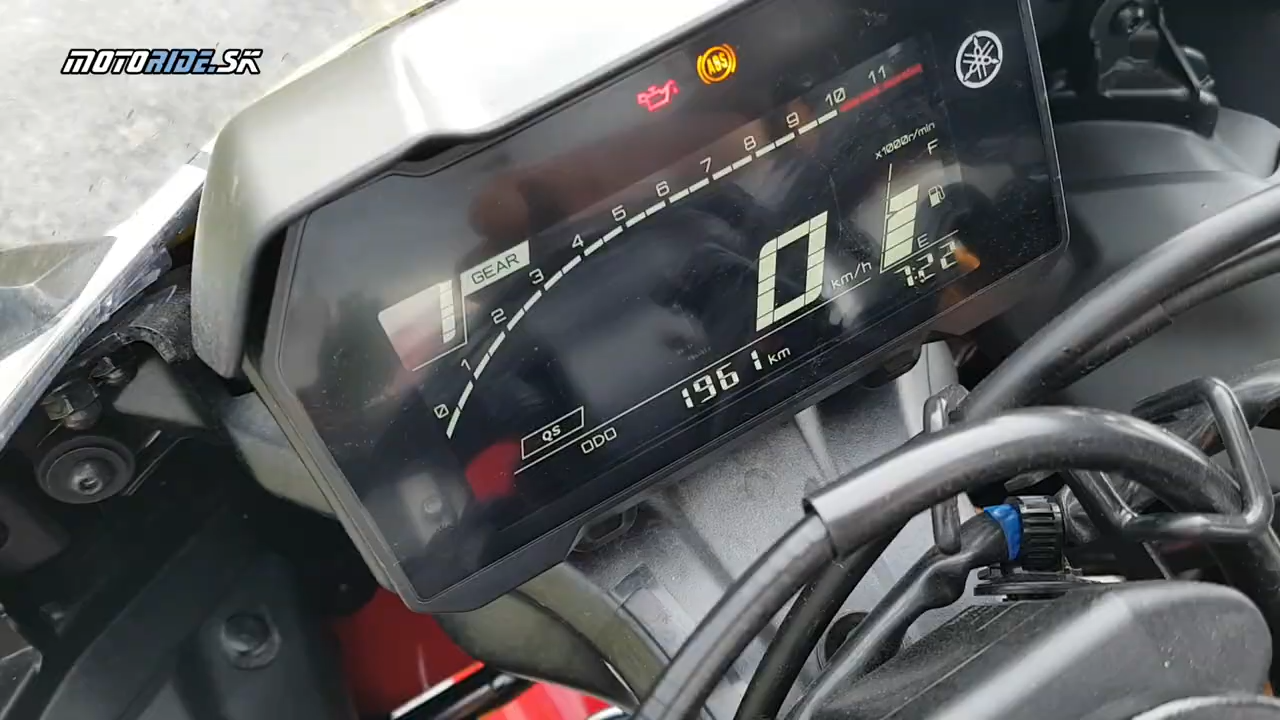 MOTORIDE.SK
ABS
0 1 2 3 4 5 6 7 8 9 10 11
x1000r/min
GEAR
1
F
E
0 km/h
7:22
QS
ODO 1961 km